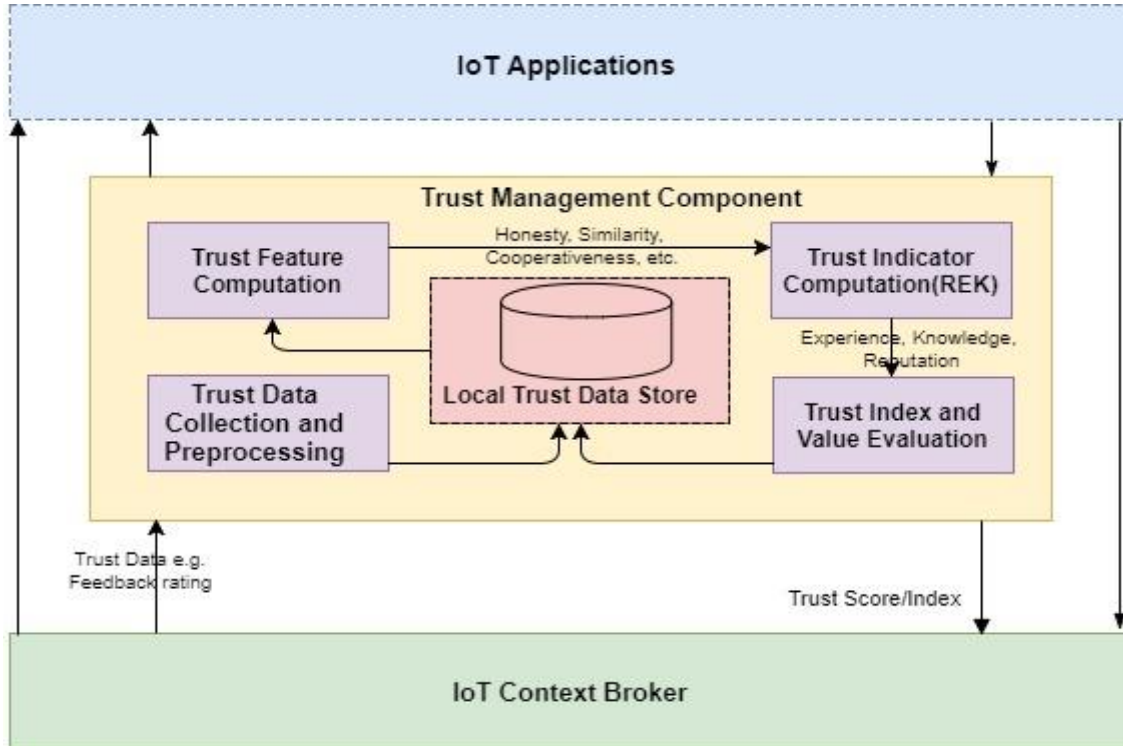 IoT Applications
Trust Management Component
Trust Feature
Computation
Honesty, Similarity,
Cooperativeness, etc.
Trust Indicator
Computation(REK)
Experience, Knowledge,
Reputation
Local Trust Data Store
Trust Data
Collection and
Preprocessing
Trust Index and
Value Evaluation
Trust Data e.g.
Feedback rating
Trust Score/Index
IoT Context Broker